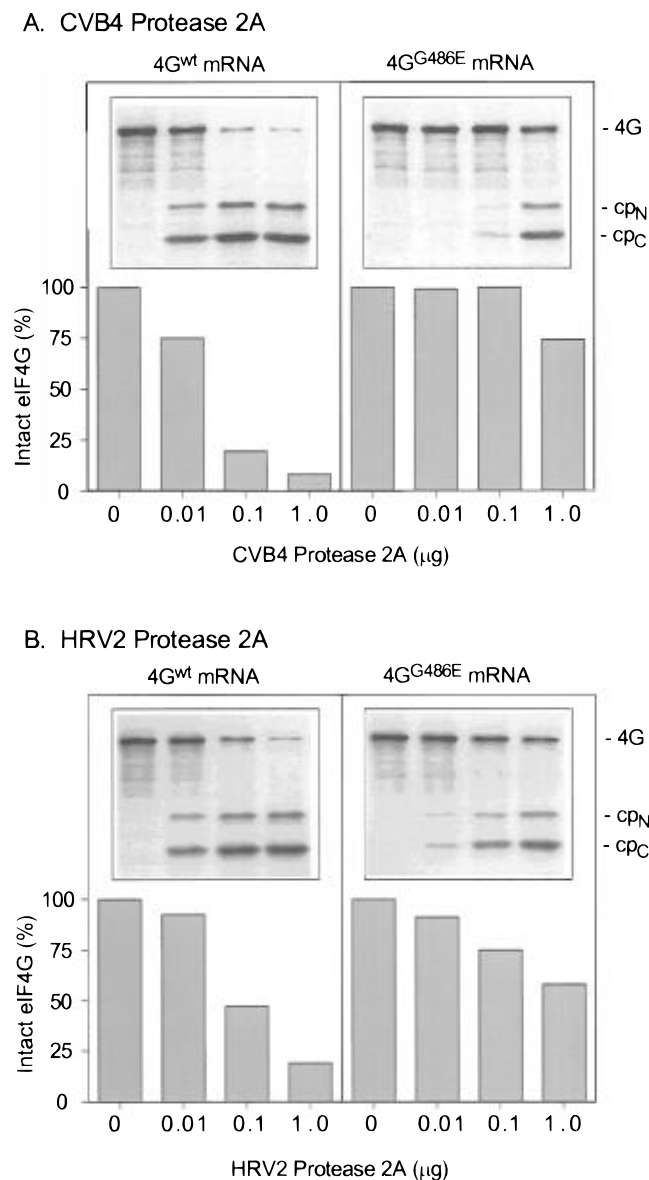 A. CVB4 Protease 2A
4Gwt mRNA
4GG486E mRNA
- 4G
- cpN
- cpC
Intact eIF4G (%)
100
75
50
25
0
0 0.01 0.1 1.0
0 0.01 0.1 1.0
CVB4 Protease 2A (μg)
B. HRV2 Protease 2A
4Gwt mRNA
4GG486E mRNA
- 4G
- cpN
- cpC
Intact eIF4G (%)
100
75
50
25
0
0 0.01 0.1 1.0
0 0.01 0.1 1.0
HRV2 Protease 2A (μg)